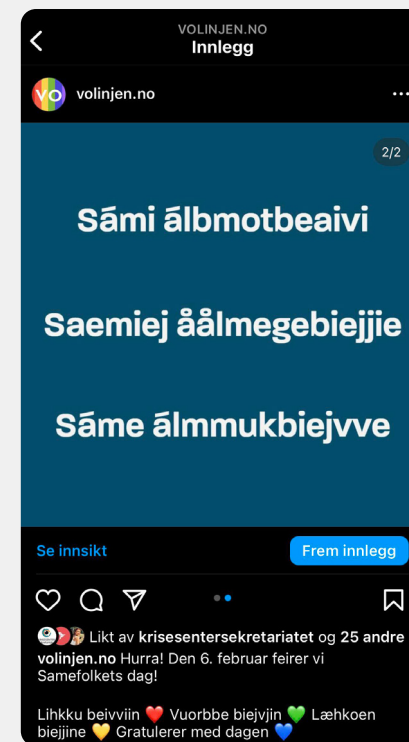 VOLINJEN.NO
Innlegg
VO
volinjen.no
2/2
Sámi álbmotbeaivi
Saemiej åålmegebiejjie
Sáme álmmukbiejvve
Se innsikt
Frem innlegg
Likt av krisesentersekretariatet og 25 andre
volinjen.no Hurra! Den 6. februar feirer vi
Samefolkets dag!
Lihkku beivviin ❤️ Vuorbbe biejvjin 💚 Læhkoen
biejjine 💛 Gratulerer med dagen 💙